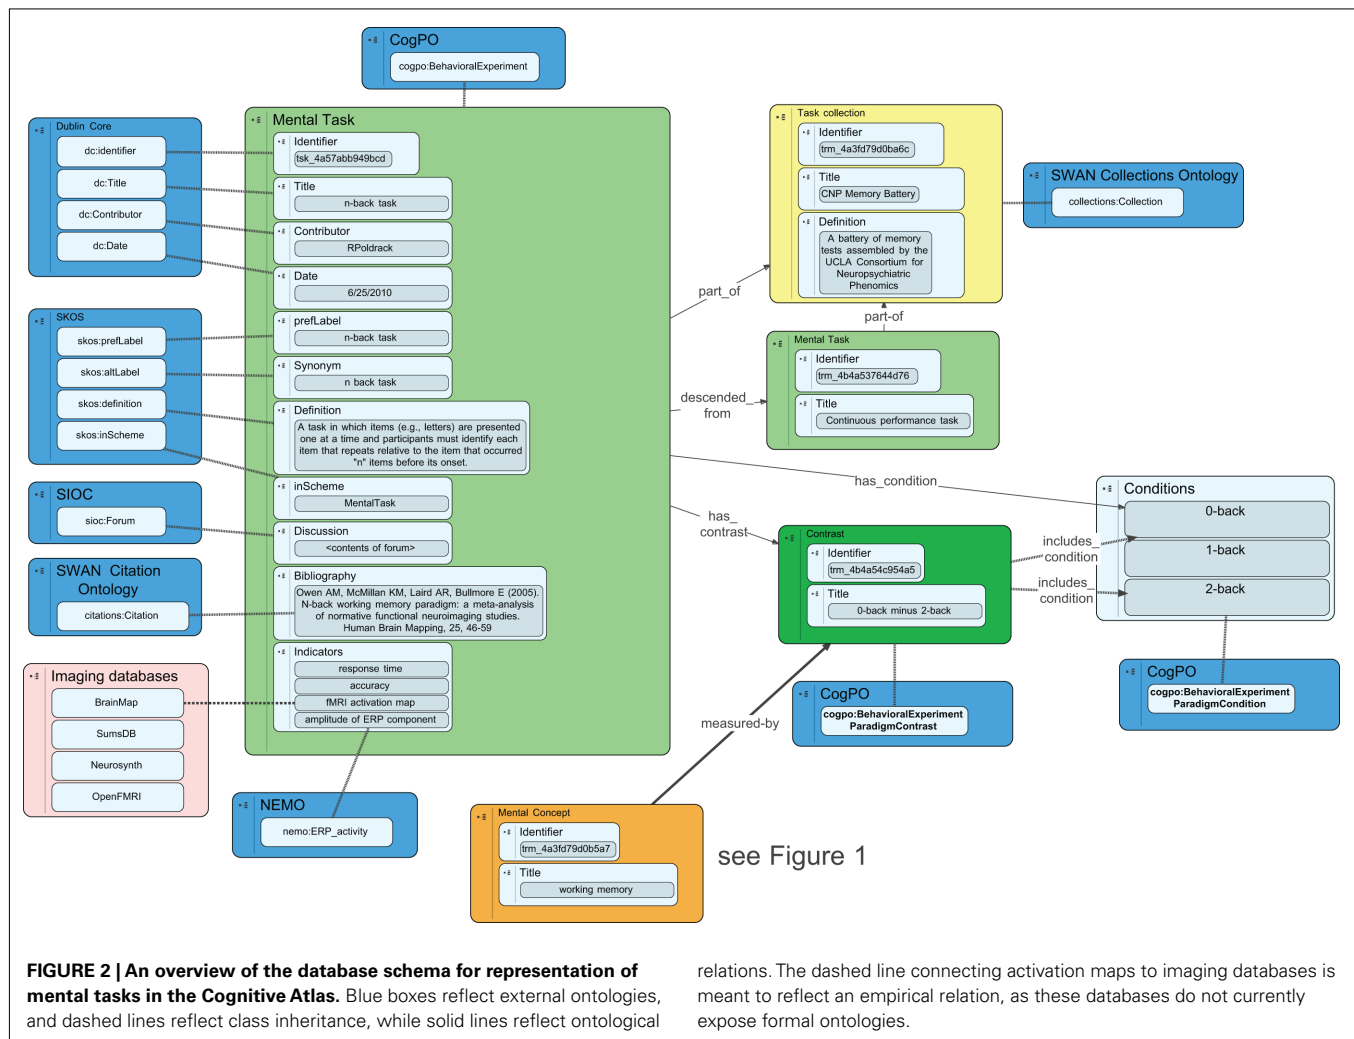 CogPO
cogpo:BehavioralExperiment
Dublin Core
dc:identifier
dc:Title
dc:Contributor
dc:Date
SKOS
skos:prefLabel
skos:altLabel
skos:definition
skos:inScheme
SIOC
sioc:Forum
SWAN Citation
Ontology
citations:Citation
Imaging databases
BrainMap
SumsDB
Neurosynth
OpenFMRI
Mental Task
Identifier
tsk_4a57abb949bcd
Title
n-back task
Contributor
RPoldrack
Date
6/25/2010
prefLabel
n-back task
Synonym
n back task
Definition
A task in which items (e.g., letters) are presented
one at a time and participants must identify each
item that repeats relative to the item that occurred
"n" items before its onset.
inScheme
MentalTask
Discussion
<contents of forum>
Bibliography
Owen AM, McMillan KM, Laird AR, Bullmore E (2005).
N-back working memory paradigm: a meta-analysis
of normative functional neuroimaging studies.
Human Brain Mapping, 25, 46-59
Indicators
response time
accuracy
fMRI activation map
amplitude of ERP component
NEMO
nemo:ERP_activity
part_of
descended_
from
has_condition
has_
contrast
measured-by
Task collection
Identifier
trm_4a3fd79d0ba6c
Title
CNP Memory Battery
Definition
A battery of memory
tests assembled by the
UCLA Consortium for
Neuropsychiatric
Phenomics
part-of
SWAN Collections Ontology
collections:Collection
Mental Task
Identifier
trm_4b4a537644d76
Title
Continuous performance task
Contrast
Identifier
trm_4b4a54c954a5
Title
0-back minus 2-back
includes_
condition
includes_
condition
Conditions
0-back
1-back
2-back
CogPO
cogpo:BehavioralExperiment
ParadigmContrast
CogPO
cogpo:BehavioralExperiment
ParadigmCondition
Mental Concept
Identifier
trm_4a3fd79d0b5a7
Title
working memory
see Figure 1
FIGURE 2 | An overview of the database schema for representation of
mental tasks in the Cognitive Atlas. Blue boxes reflect external ontologies,
and dashed lines reflect class inheritance, while solid lines reflect ontological
relations. The dashed line connecting activation maps to imaging databases is
meant to reflect an empirical relation, as these databases do not currently
expose formal ontologies.